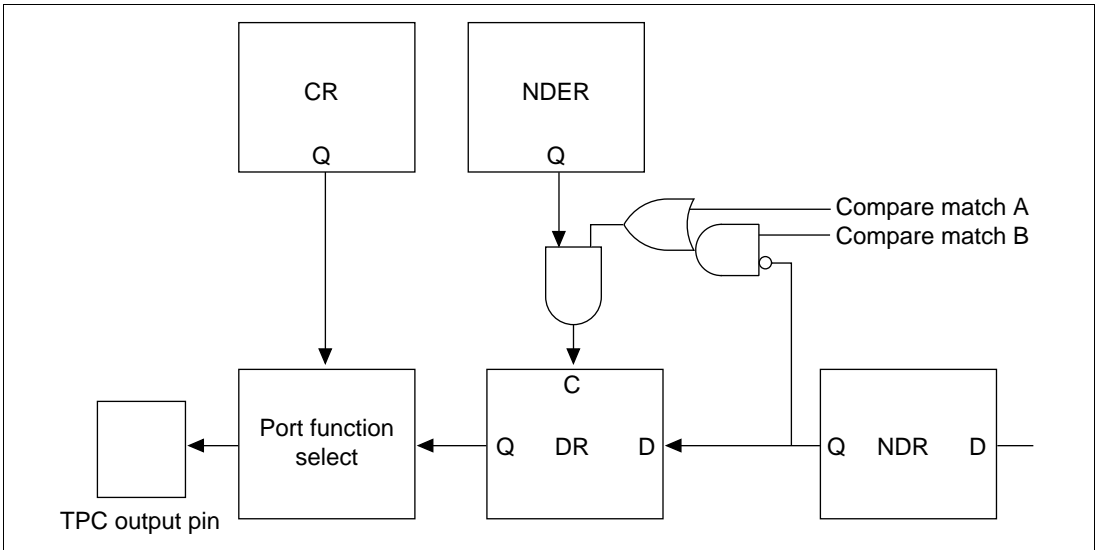 CR
NDER
Q
Q
Compare match A
Compare match B
C
Port function
select
Q
DR
D
Q
NDR
D
TPC output pin